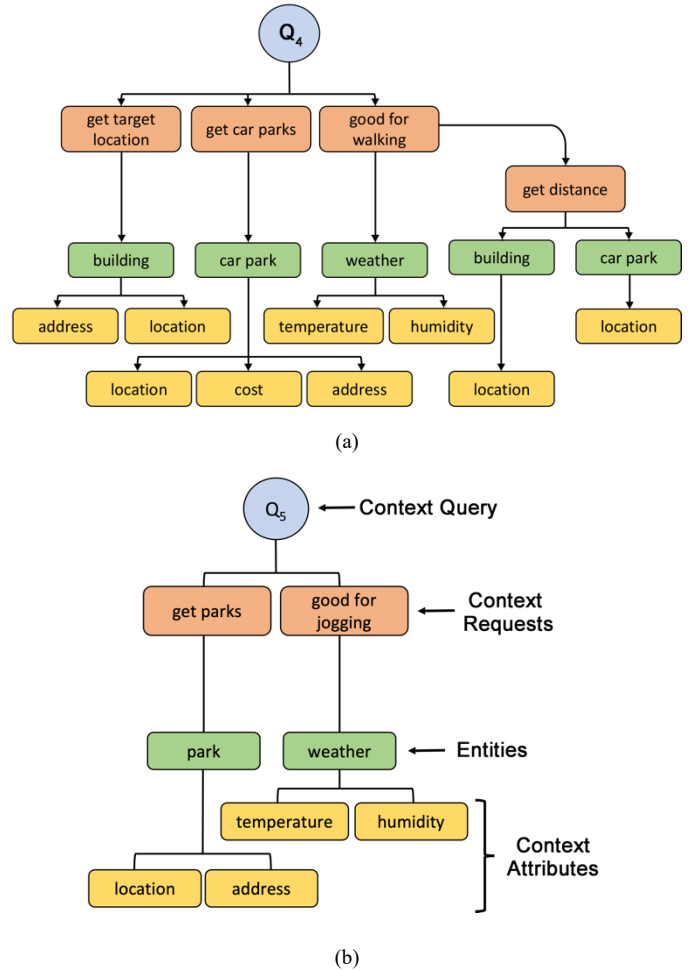 Q4
get target
location
get car parks
good for
walking
get distance
building
car park
weather
building
car park
address
location
temperature
humidity
location
location
cost
address
location
(a)
Q5
Context Query
get parks
good for
jogging
Context
Requests
park
weather
Entities
temperature
humidity
Context
Attributes
location
address
(b)